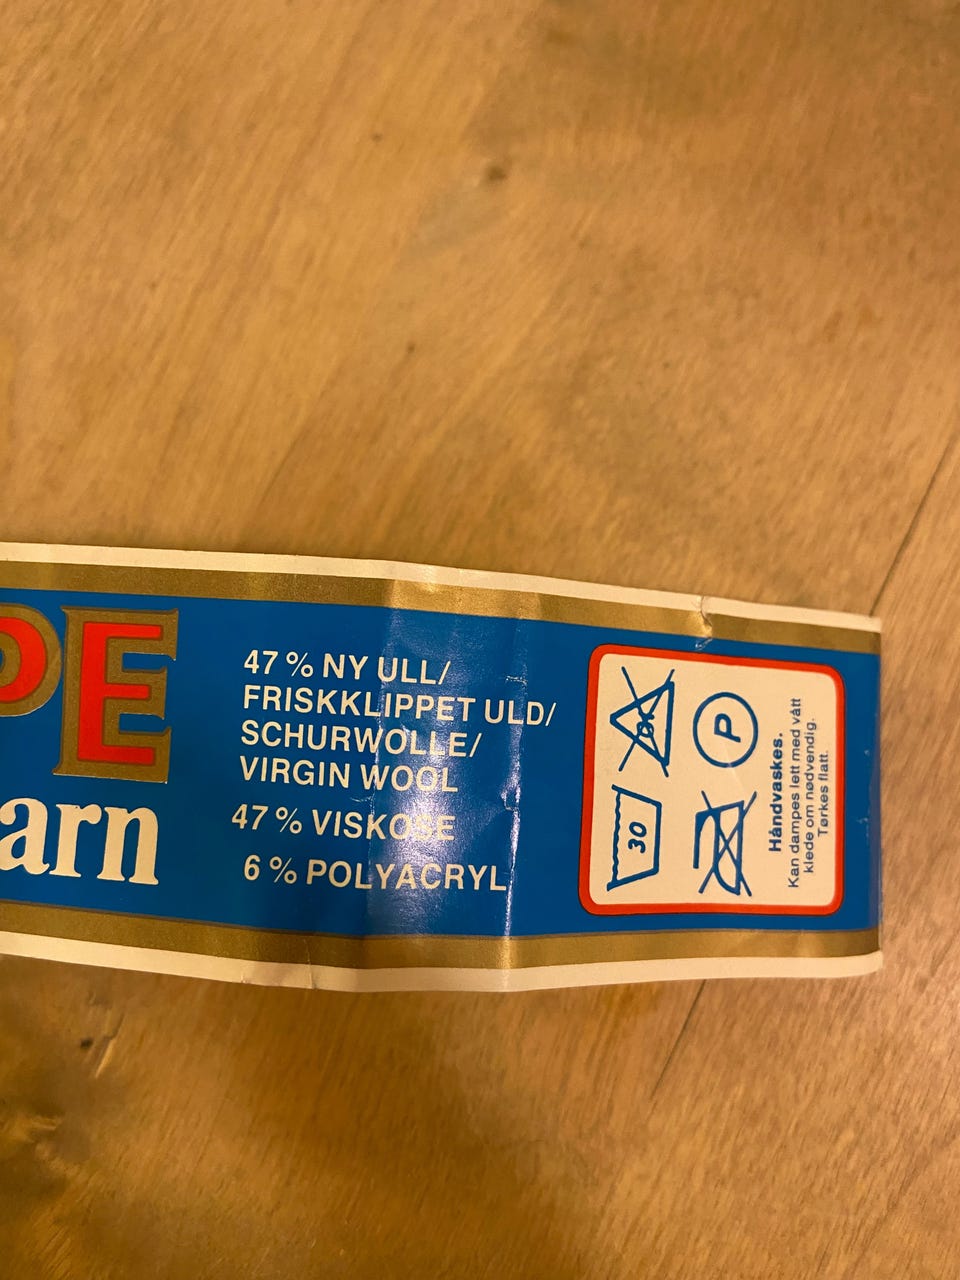 PE
arn
47 % NY ULL/
FRISKKLIPPET ULD/
SCHURWOLLE/
VIRGIN WOOL
47 % VISKOSE
6 % POLYACRYL
30
P
Håndvaskes.
Kan dampes lett med vått
klede om nødvendig.
Tørkes flatt.